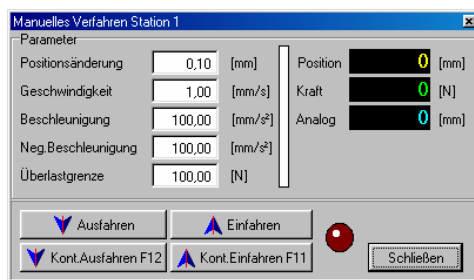 Manuelles Verfahren Station 1
Parameter
Positionsänderung 0,10 [mm] Position 0 [mm]
Geschwindigkeit 1,00 [mm/s] Kraft 0 [N]
Beschleunigung 100,00 [mm/s²] Analog 0 [mm]
Neg.Beschleunigung 100,00 [mm/s²]
Überlastgrenze 100,00 [N]
Ausfahren Einfahren
Kont.Ausfahren F12 Kont.Einfahren F11 Schließen